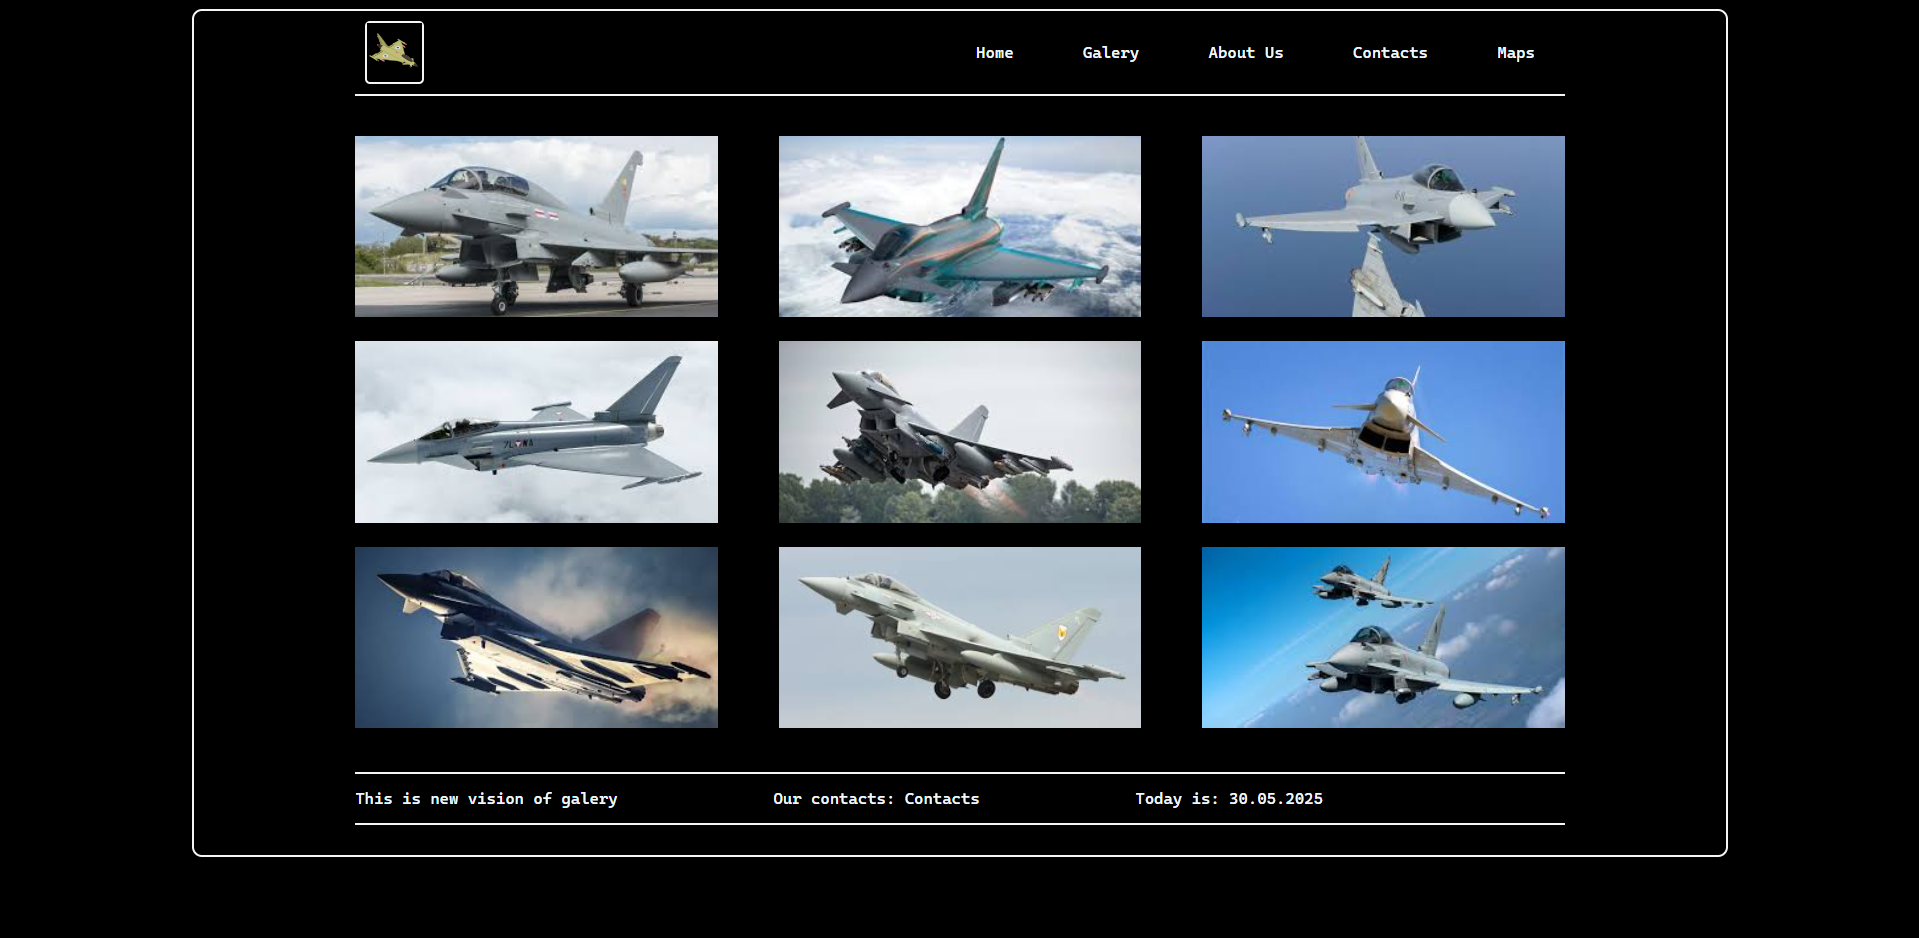 Home Galery About Us Contacts Maps
7L WA
This is new vision of galery Our contacts: Contacts Today is: 30.05.2025